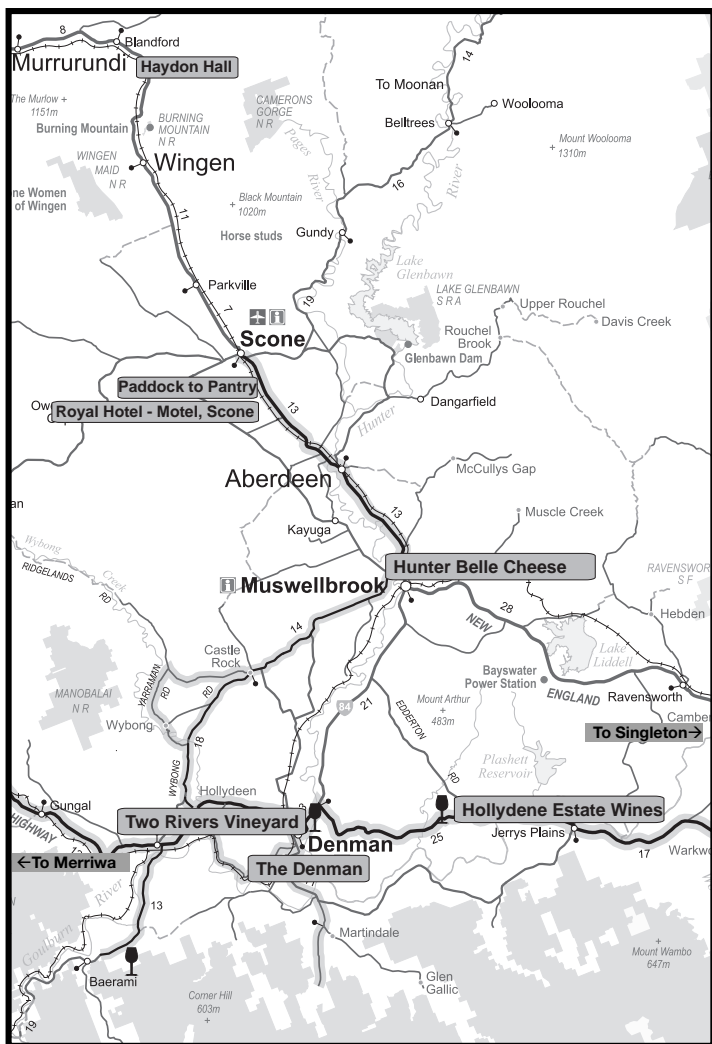 8
Blandford
Murrurundi
Haydon Hall
The Murlow +
1151m
Burning Mountain
BURNING
MOUNTAIN
N R
CAMERONS
GORGE
N R
Pages
River
To Moonan
14
Woolooma
Belltrees
Mount Woolooma
1310m
WINGEN
MAID
N R
Wingen
ne Women
of Wingen
11
Black Mountain
1020m
Horse studs
16
River
Gundy
Lake
Glenbawn
Parkville
7
19
LAKE GLENBAWN
S R A
Upper Rouchel
Davis Creek
Rouchel
Brook
Glenbawn Dam
Scone
Paddock to Pantry
Royal Hotel - Motel, Scone
Ow
13
Dangarfield
Hunter
Aberdeen
McCullys Gap
an
Kayuga
13
Muscle Creek
Wybong
Creek
RIDGELANDS
RD
Hunter Belle Cheese
Muswellbrook
RAVENSWOR
S F
28
NEW
Hebden
14
Castle
Rock
Lake
Liddell
YARRAMAN
RD
RD
MANOBALAI
N R
Bayswater
Power Station
ENGLAND
Ravensworth
84
21
EDDERTON
RD
Mount Arthur
483m
Camber
Wybong
To Singleton→
18
WYBONG
Plashett
Reservoir
Hollydeen
Gungal
HIGHWAY
Two Rivers Vineyard
Hollydene Estate Wines
Denman
25
Jerrys Plains
17
Warkwo
←To Merriwa
The Denman
River
13
Goulburn
Martindale
Mount Wambo
647m
Baerami
Glen
Gallic
Corner Hill
603m
19